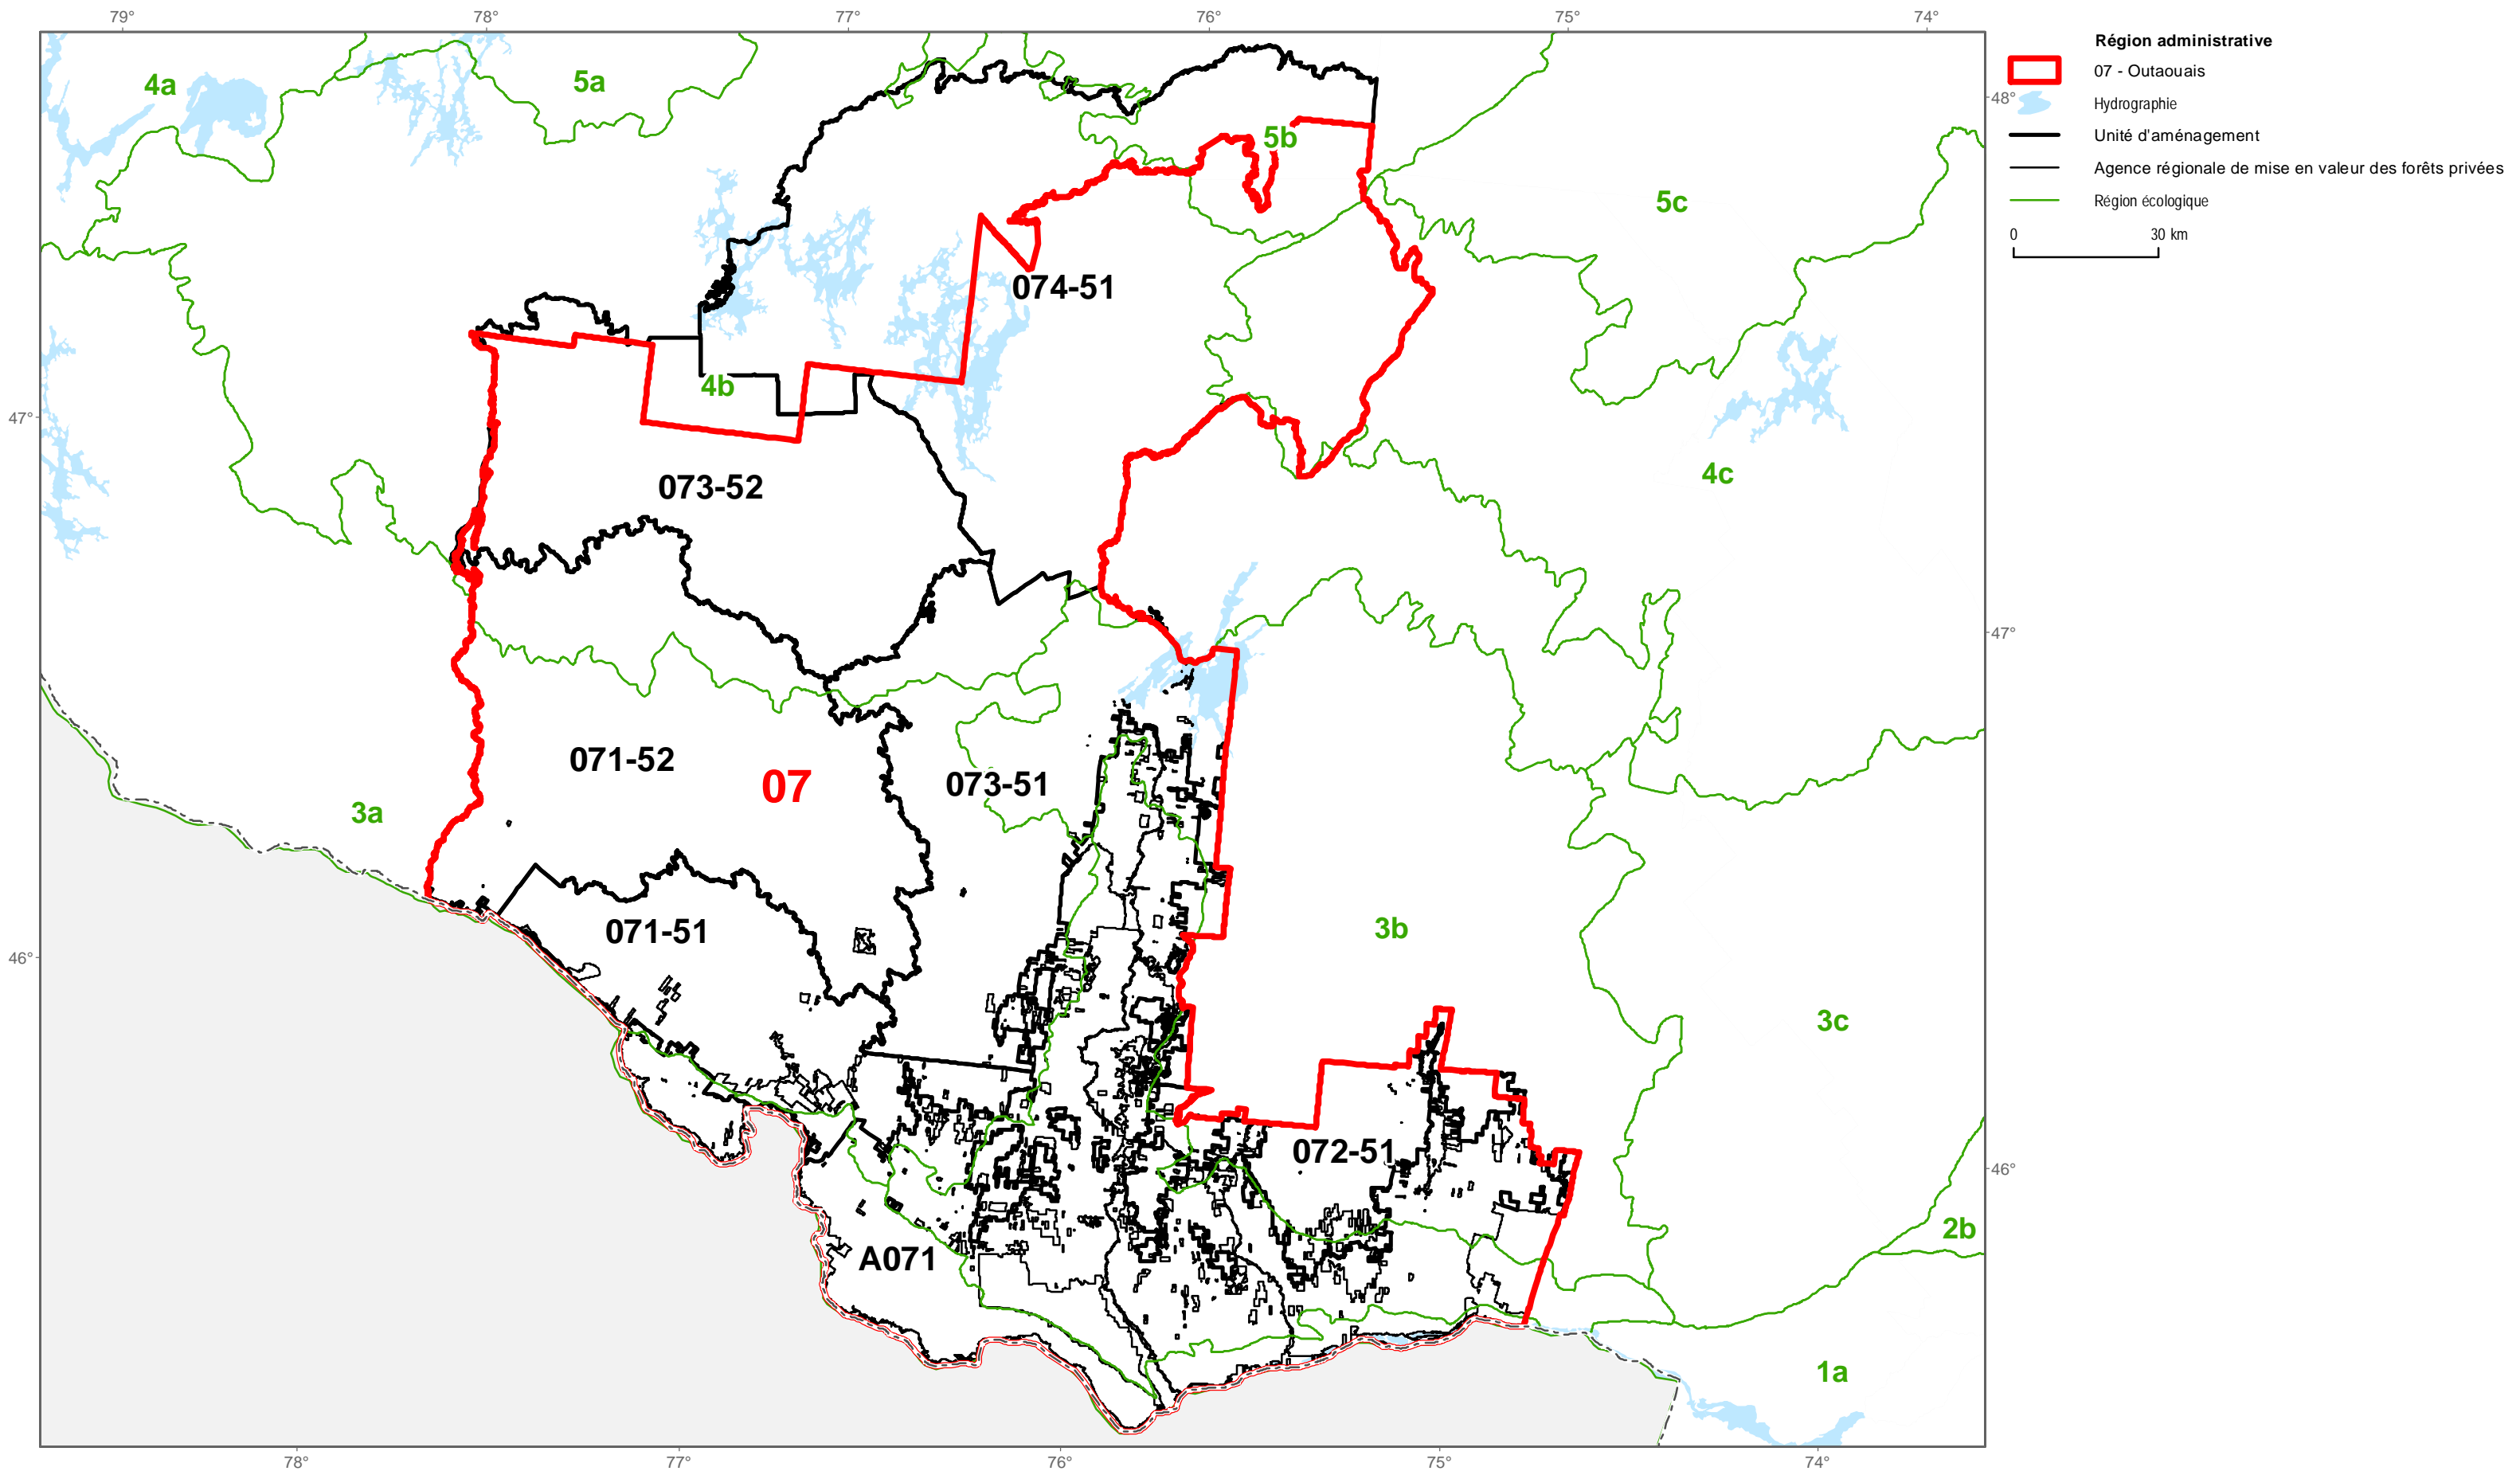 79° 78° 77° 76° 75° 74°
Région administrative
07 - Outaouais
Hydrographie
Unité d'aménagement
Agence régionale de mise en valeur des forêts privées
Région écologique
0 30 km
4a
5a
5b
48°
5c
074-51
4b
47°
073-52
4c
47°
071-52
07
073-51
3a
071-51
3b
46°
3c
072-51
46°
2b
A071
1a
78° 77° 76° 75° 74°